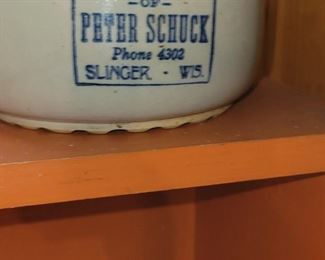 — OF —
PETER SCHUCK
Phone 4302
SLINGER - WIS.